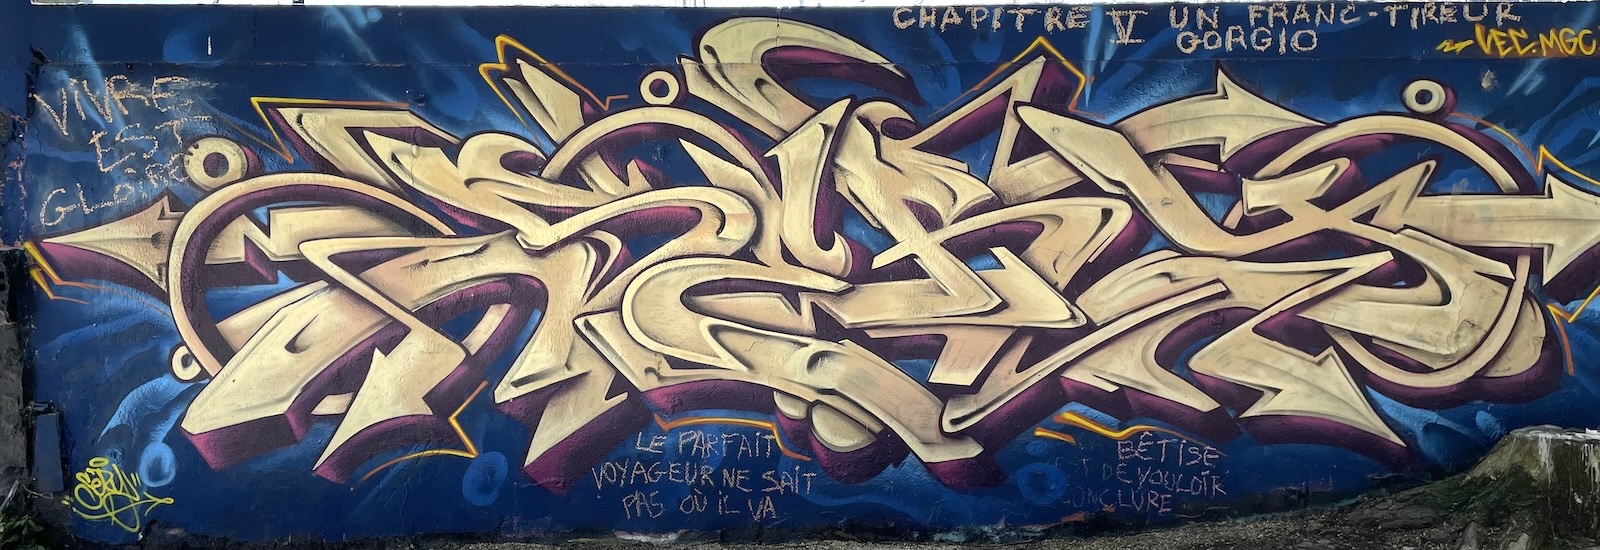 CHAPITRE V UN FRANC-TIREUR
GORGIO
VEC.MGC
VIVRE
EST
GLOIRE
LE PARFAIT
VOYAGEUR NE SAIT
PAS OÙ IL VA
BÊTISE
EST DE VOULOIR
CONCLURE